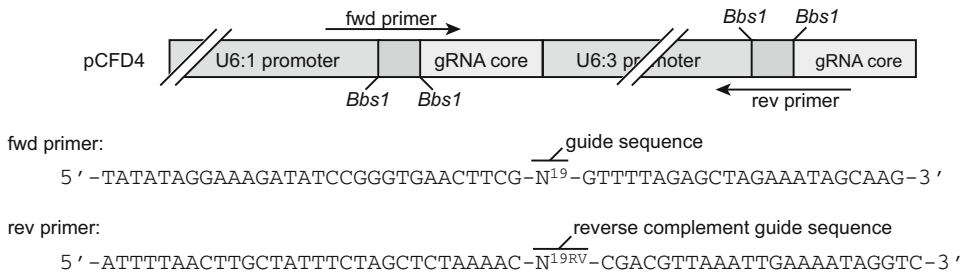 fwd primer
Bbs1 Bbs1
pCFD4 U6:1 promoter gRNA core U6:3 promoter gRNA core
Bbs1 Bbs1
rev primer
fwd primer:
guide sequence
5′-TATATAGGAAAGATATCCGGGTGAACTTCG-N19-GTTTTAGAGCTAGAAATAGCAAG-3′
rev primer:
reverse complement guide sequence
5′-ATTTTAACTTGCTATTTCTAGCTCTAAAAC-N19RV-CGACGTTAAATTGAAAATAGGTC-3′